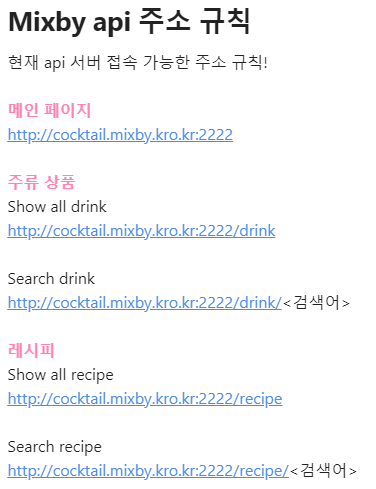 Mixby api 주소 규칙
현재 api 서버 접속 가능한 주소 규칙!
메인 페이지
http://cocktail.mixby.kro.kr:2222
주류 상품
Show all drink
http://cocktail.mixby.kro.kr:2222/drink
Search drink
http://cocktail.mixby.kro.kr:2222/drink/<검색어>
레시피
Show all recipe
http://cocktail.mixby.kro.kr:2222/recipe
Search recipe
http://cocktail.mixby.kro.kr:2222/recipe/<검색어>